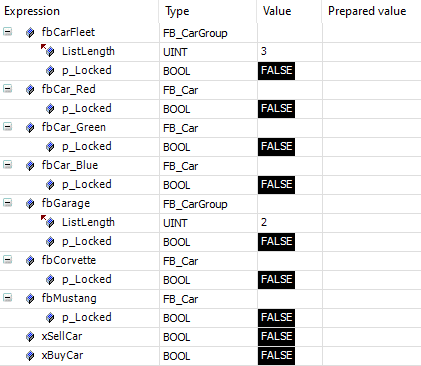 Expression Type Value Prepared value
fbCarFleet FB_CarGroup
ListLength UINT 3
p_Locked BOOL FALSE
fbCar_Red FB_Car
p_Locked BOOL FALSE
fbCar_Green FB_Car
p_Locked BOOL FALSE
fbCar_Blue FB_Car
p_Locked BOOL FALSE
fbGarage FB_CarGroup
ListLength UINT 2
p_Locked BOOL FALSE
fbCorvette FB_Car
p_Locked BOOL FALSE
fbMustang FB_Car
p_Locked BOOL FALSE
xSellCar BOOL FALSE
xBuyCar BOOL FALSE